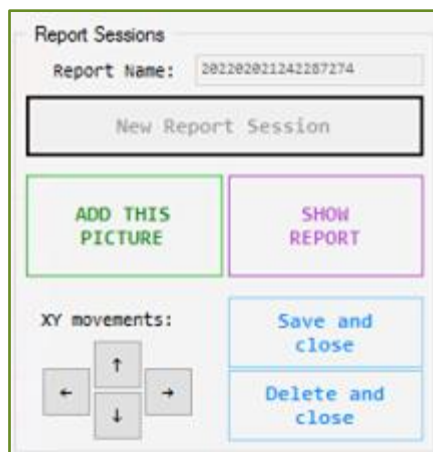 Report Sessions
Report Name: 202202021242287274
New Report Session
ADD THIS
PICTURE
SHOW
REPORT
XY movements:
↑
← →
↓
Save and
close
Delete and
close